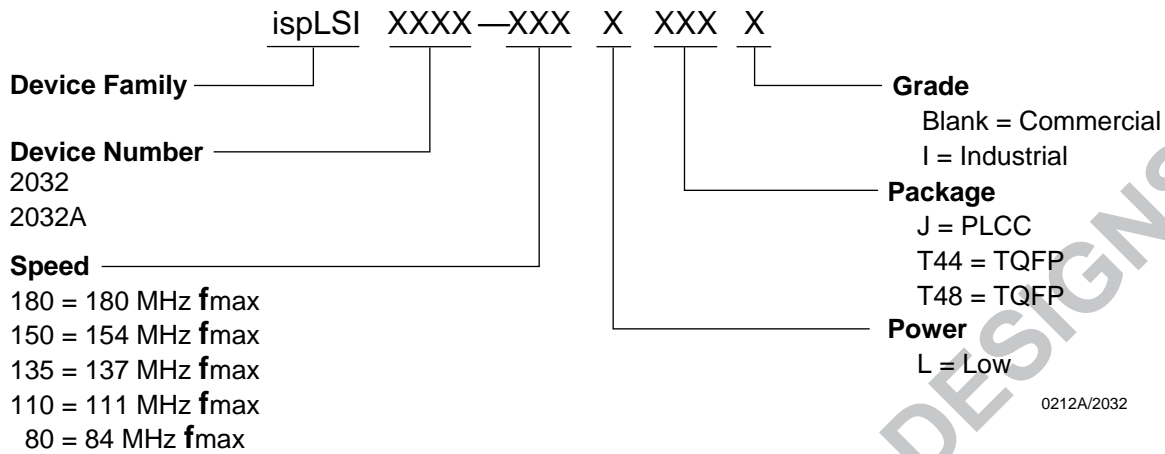 ispLSI XXXX — XXX X XXX X
Device Family
Device Number
2032
2032A
Speed
180 = 180 MHz fmax
150 = 154 MHz fmax
135 = 137 MHz fmax
110 = 111 MHz fmax
80 = 84 MHz fmax
Grade
Blank = Commercial
I = Industrial
Package
J = PLCC
T44 = TQFP
T48 = TQFP
Power
L = Low
0212A/2032
DESIGNS